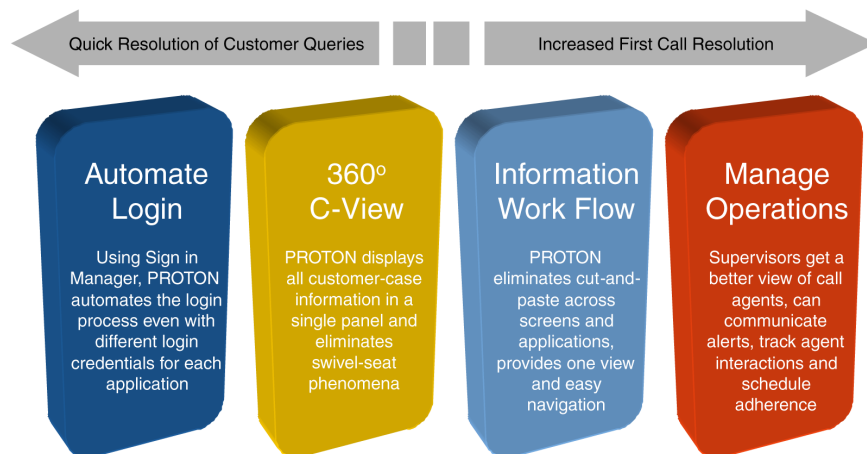 Quick Resolution of Customer Queries
Increased First Call Resolution
Automate
Login
Using Sign in
Manager, PROTON
automates the login
process even with
different login
credentials for each
application
360o
C-View
PROTON displays
all customer-case
information in a
single panel and
eliminates
swivel-seat
phenomena
Information
Work Flow
PROTON
eliminates cut-and-
paste across
screens and
applications,
provides one view
and easy
navigation
Manage
Operations
Supervisors get a
better view of call
agents, can
communicate
alerts, track agent
interactions and
schedule
adherence